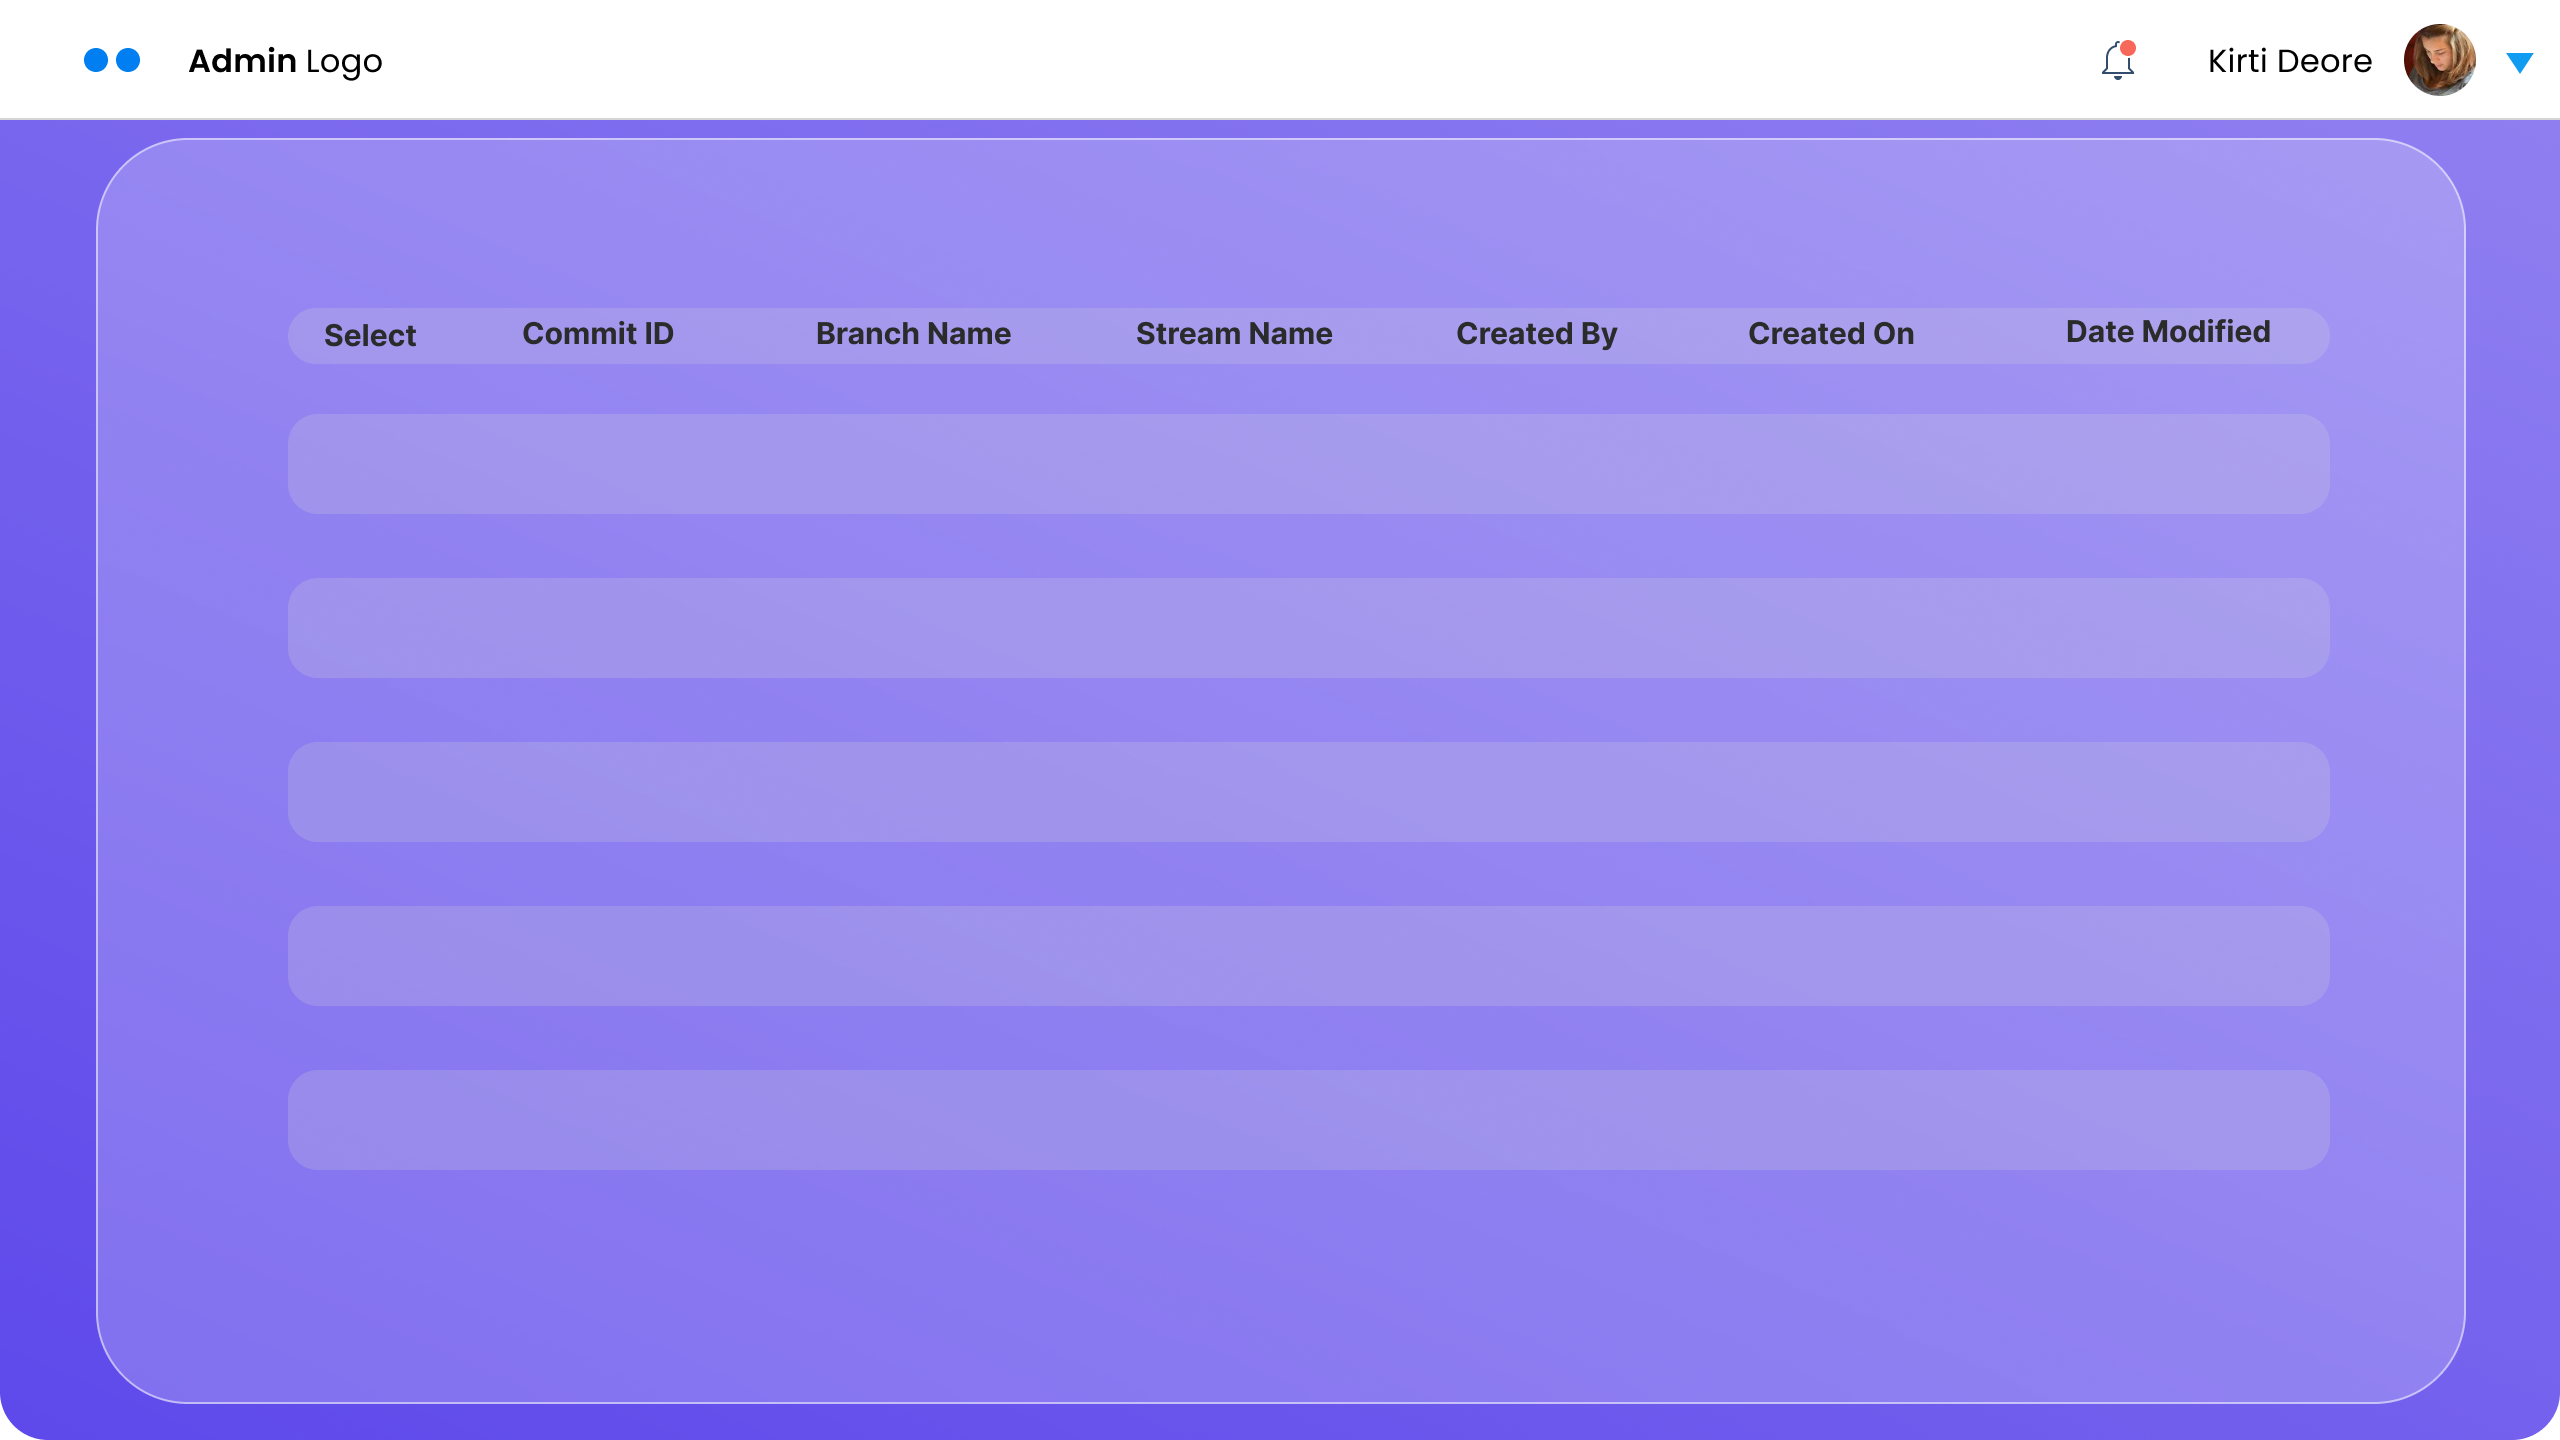 Admin Logo
Kirti Deore
Select Commit ID Branch Name Stream Name Created By Created On Date Modified